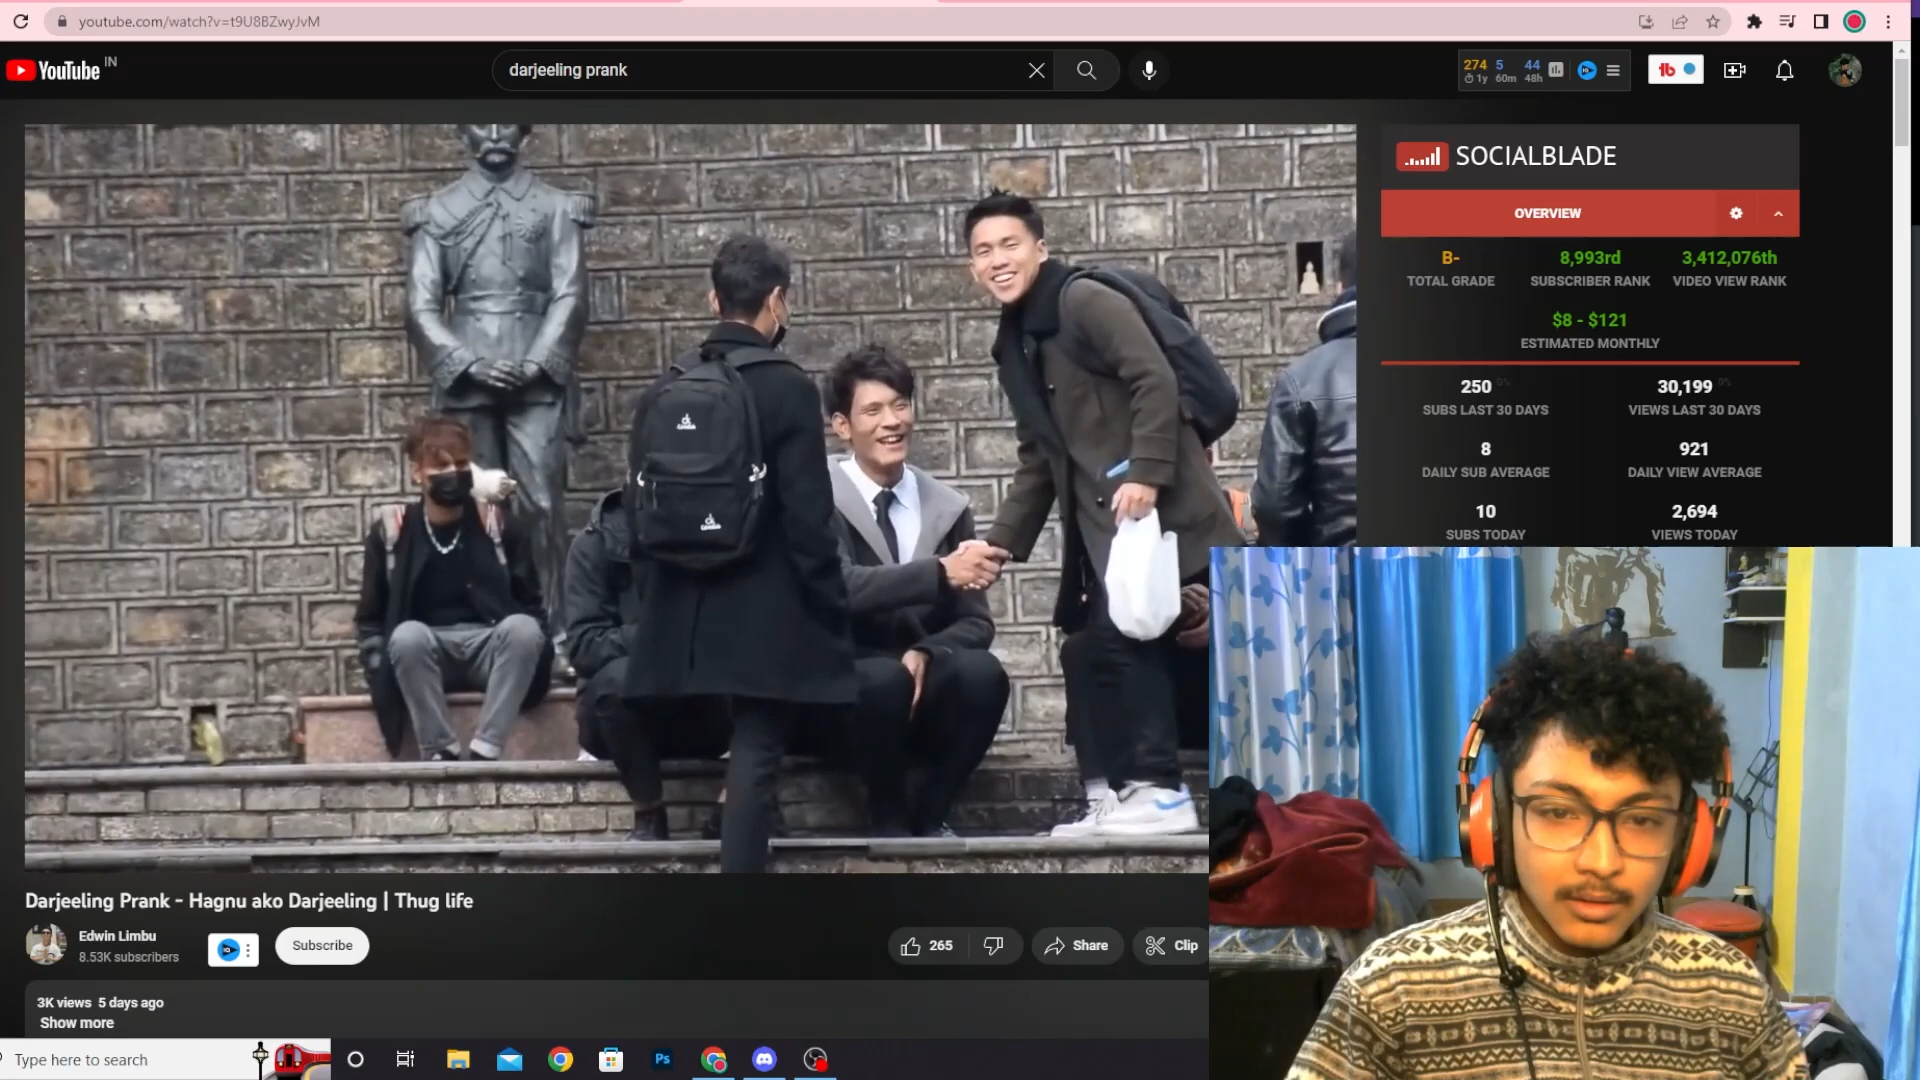 youtube.com/watch?v=t9U8BZwyJvM
YouTube IN
darjeeling prank
274 5 44
1y 60m 48h
SOCIALBLADE
OVERVIEW
B- 8,993rd 3,412,076th
TOTAL GRADE SUBSCRIBER RANK VIDEO VIEW RANK
$8 - $121
ESTIMATED MONTHLY
250 0% 30,199 0%
SUBS LAST 30 DAYS VIEWS LAST 30 DAYS
8 921
DAILY SUB AVERAGE DAILY VIEW AVERAGE
10 2,694
SUBS TODAY VIEWS TODAY
Darjeeling Prank - Hagnu ako Darjeeling | Thug life
Edwin Limbu
8.53K subscribers
Subscribe
265
Share
Clip
3K views 5 days ago
Show more
Type here to search
Ps